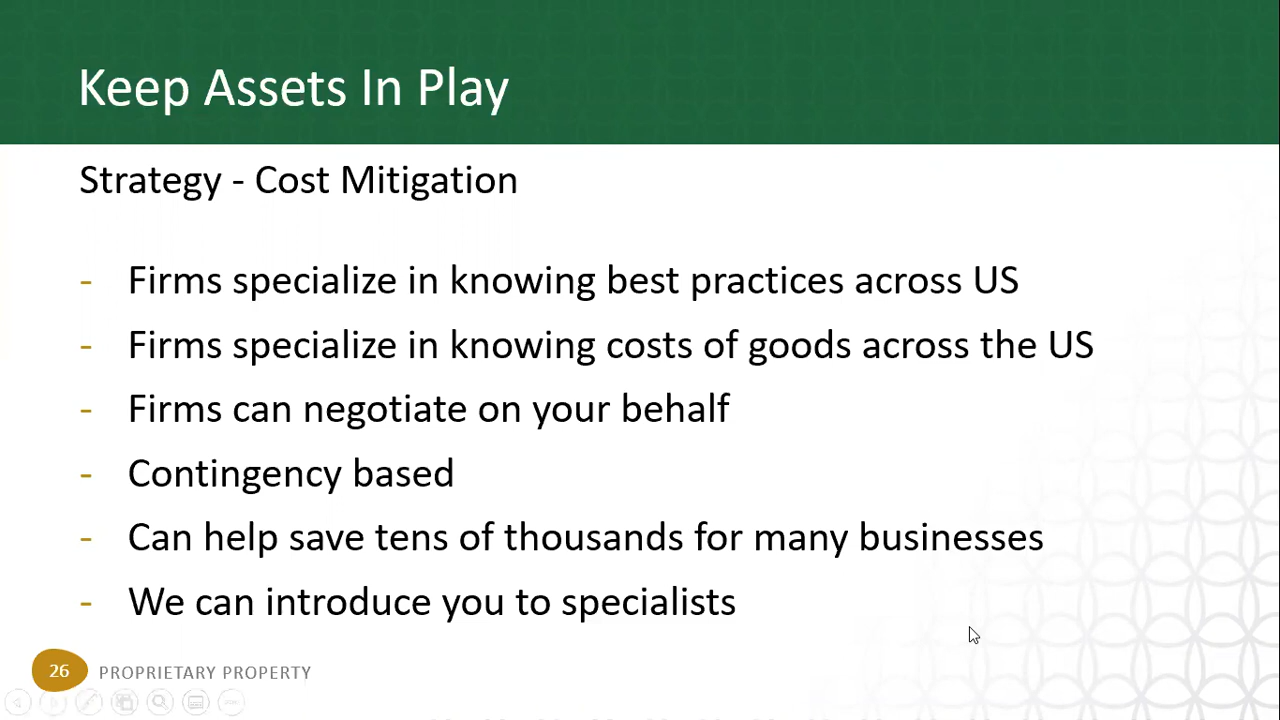 Keep Assets In Play
Strategy - Cost Mitigation
- Firms specialize in knowing best practices across US
- Firms specialize in knowing costs of goods across the US
- Firms can negotiate on your behalf
- Contingency based
- Can help save tens of thousands for many businesses
- We can introduce you to specialists
26 PROPRIETARY PROPERTY